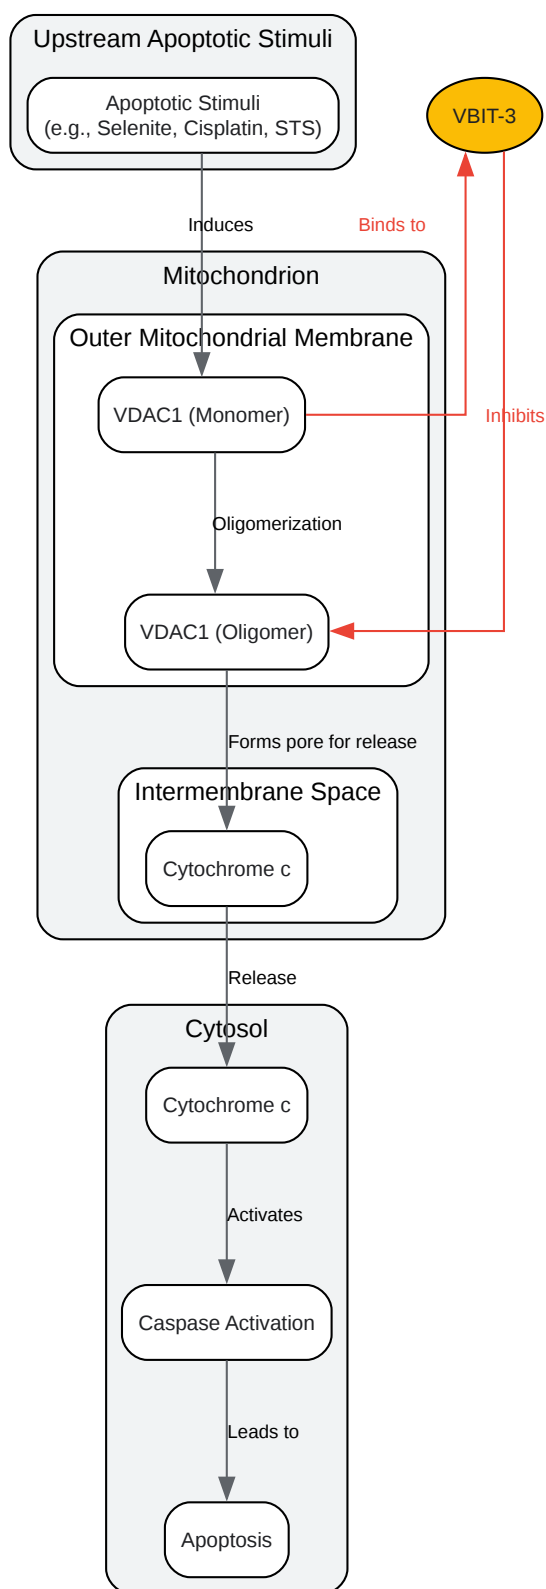 Upstream Apoptotic Stimuli
Apoptotic Stimuli
(e.g., Selenite, Cisplatin, STS)
VBIT-3
Induces
Binds to
Mitochondrion
Outer Mitochondrial Membrane
VDAC1 (Monomer)
Inhibits
Oligomerization
VDAC1 (Oligomer)
Forms pore for release
Intermembrane Space
Cytochrome c
Release
Cytosol
Cytochrome c
Activates
Caspase Activation
Leads to
Apoptosis